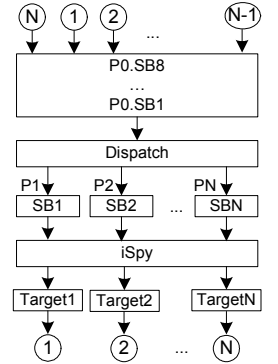 N 1 2 ... N-1
P0.SB8
...
P0.SB1
Dispatch
P1 P2 PN
SB1 SB2 ... SBN
iSpy
Target1 Target2 TargetN
1 2 ... N